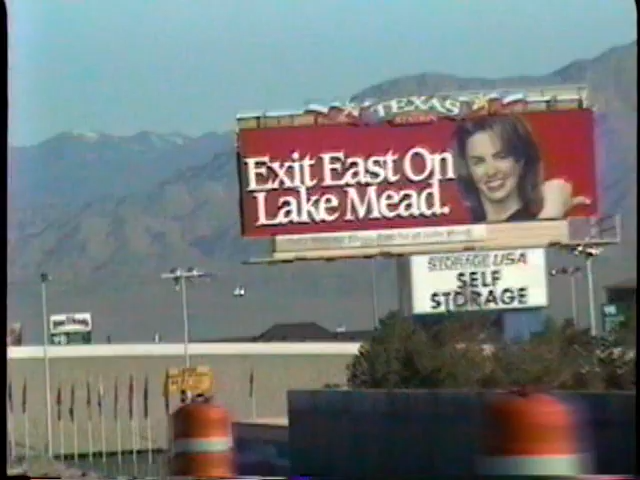 TEXAS
Exit East On
Lake Mead.
STORAGE USA
SELF
STORAGE